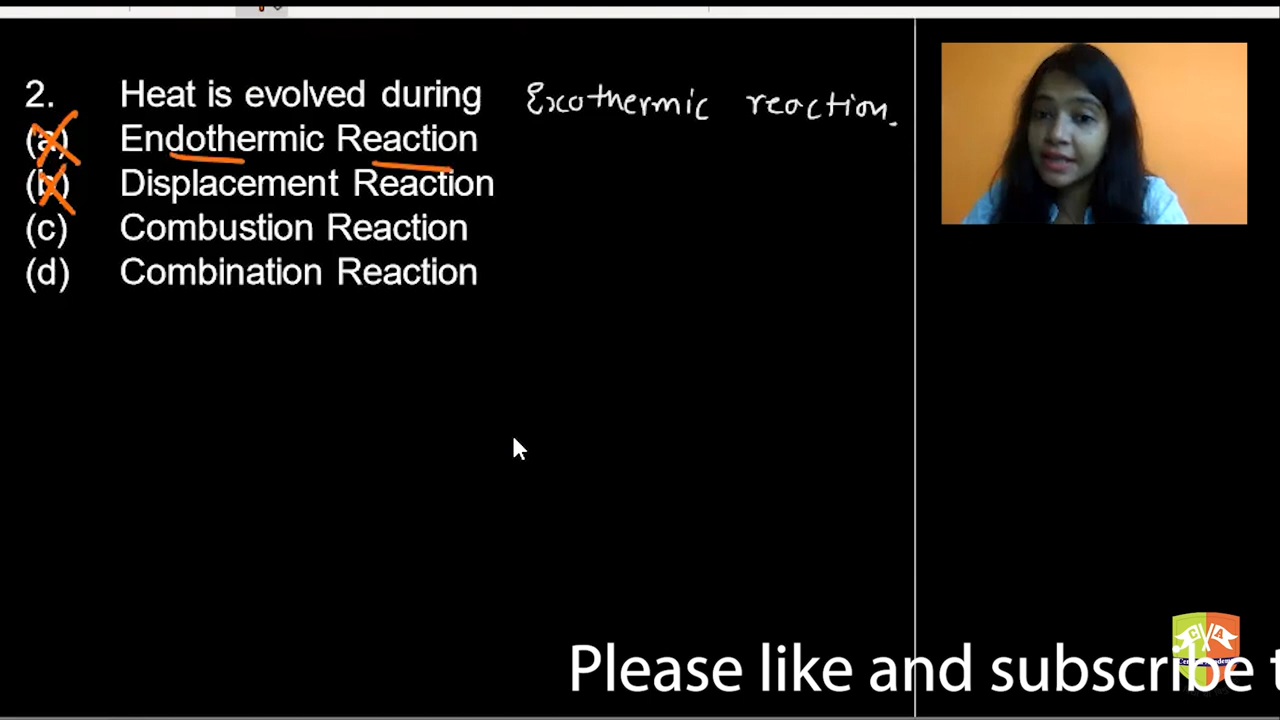 2. Heat is evolved during Exothermic reaction.
(a) Endothermic Reaction
(b) Displacement Reaction
(c) Combustion Reaction
(d) Combination Reaction
CA
Please like and subscribe t